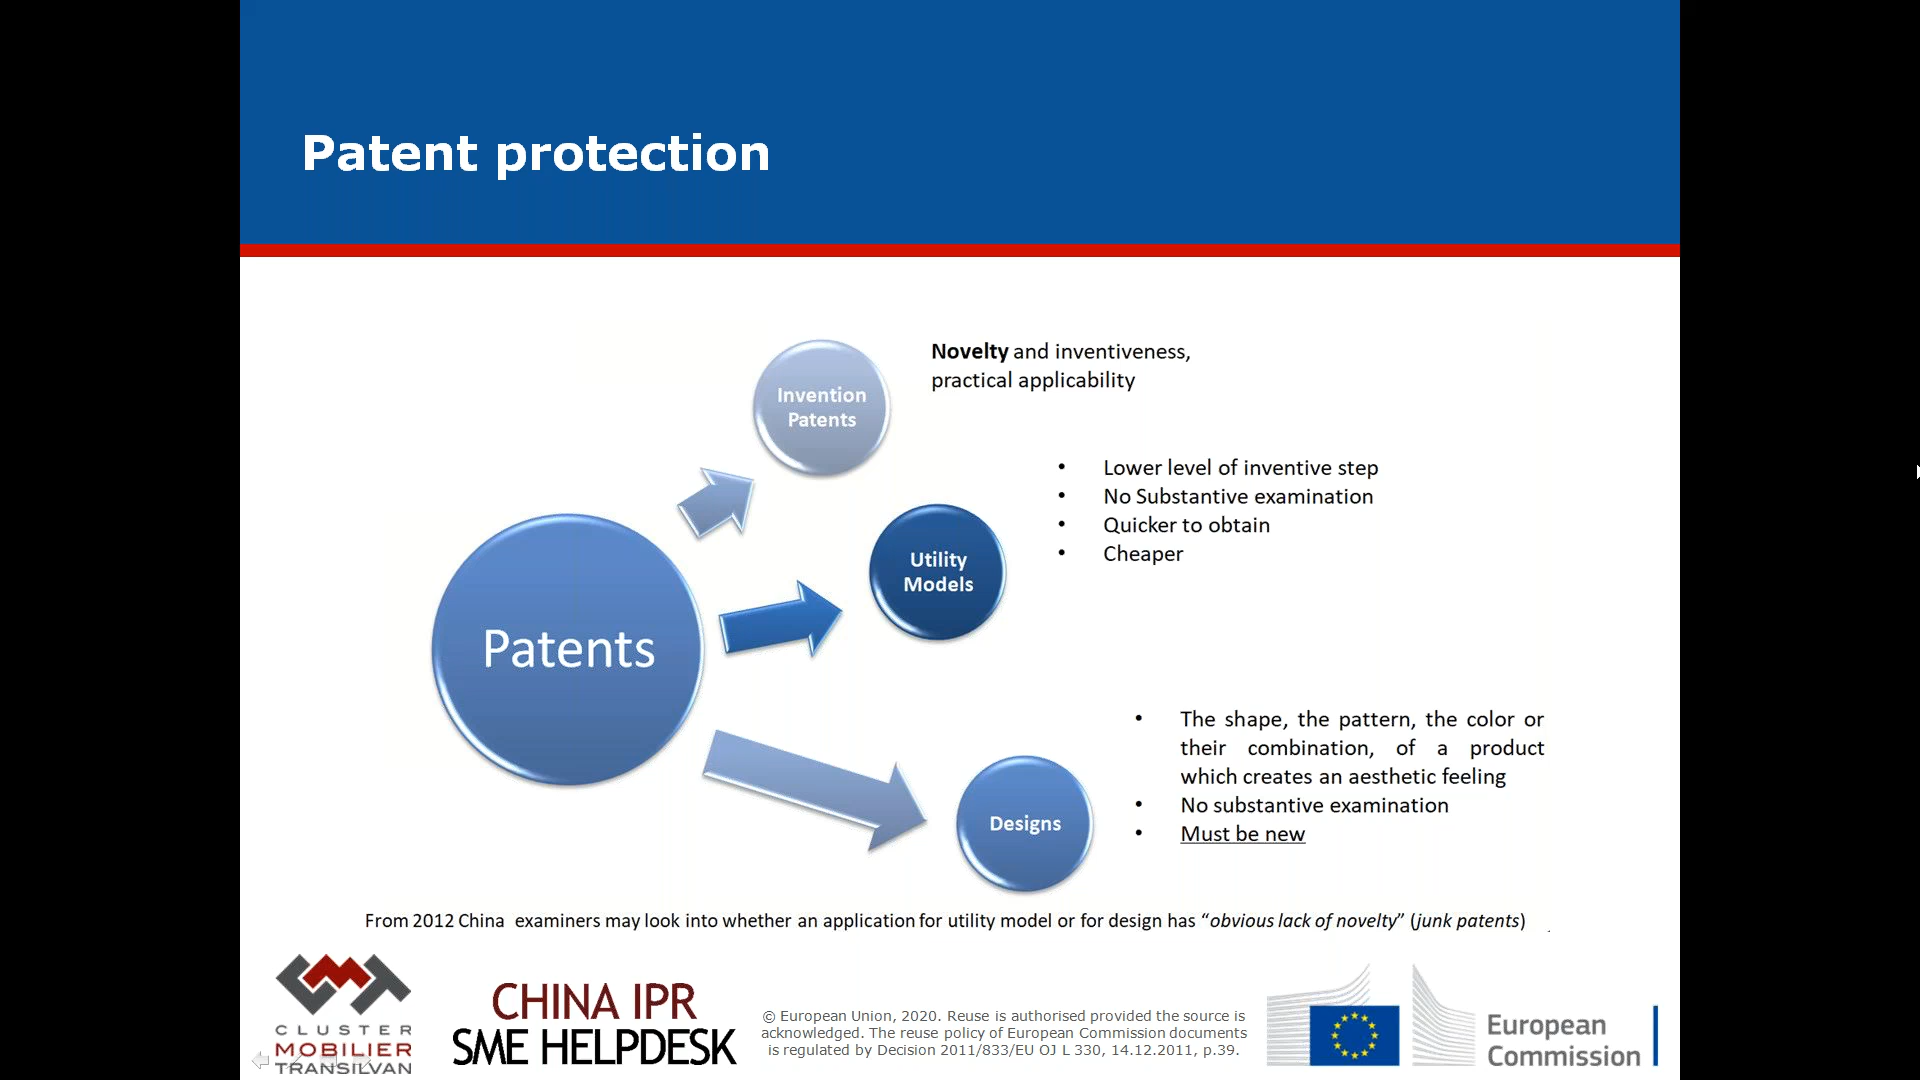 Patent protection
Invention
Patents
Novelty and inventiveness,
practical applicability
Utility
Models
• Lower level of inventive step
• No Substantive examination
• Quicker to obtain
• Cheaper
Patents
Designs
• The shape, the pattern, the color or
their combination, of a product
which creates an aesthetic feeling
• No substantive examination
• Must be new
From 2012 China examiners may look into whether an application for utility model or for design has “obvious lack of novelty” (junk patents)
CLUSTER
MOBILIER
TRANSILVAN
CHINA IPR
SME HELPDESK
© European Union, 2020. Reuse is authorised provided the source is
acknowledged. The reuse policy of European Commission documents
is regulated by Decision 2011/833/EU OJ L 330, 14.12.2011, p.39.
European
Commission